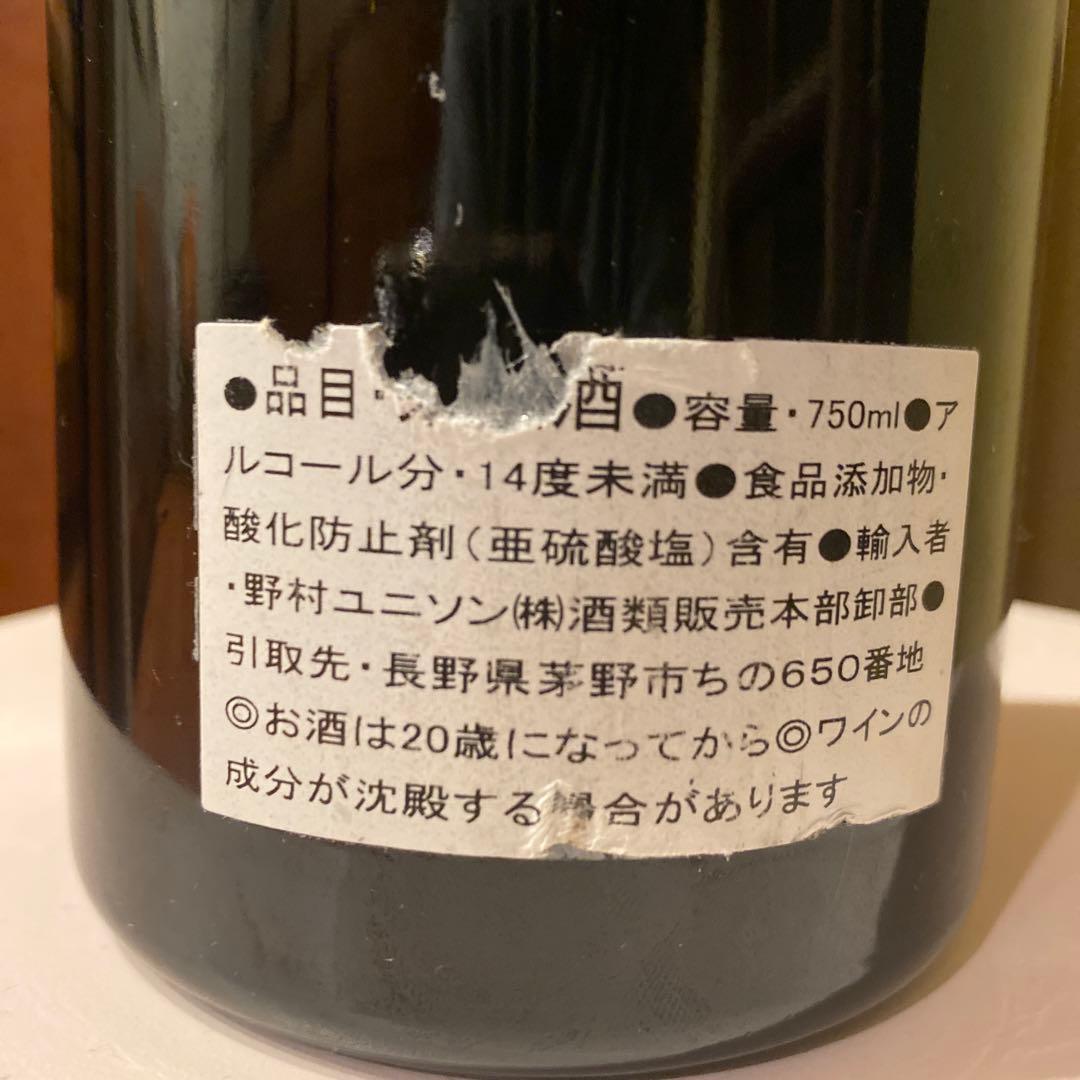 ●品目・酒●容量・750ml●ア
ルコール分・14度未満●食品添加物・
酸化防止剤(亜硫酸塩)含有●輸入者
・野村ユニソン㈱酒類販売本部卸部●
引取先・長野県茅野市ちの650番地
◎お酒は20歳になってから◎ワインの
成分が沈殿する場合があります